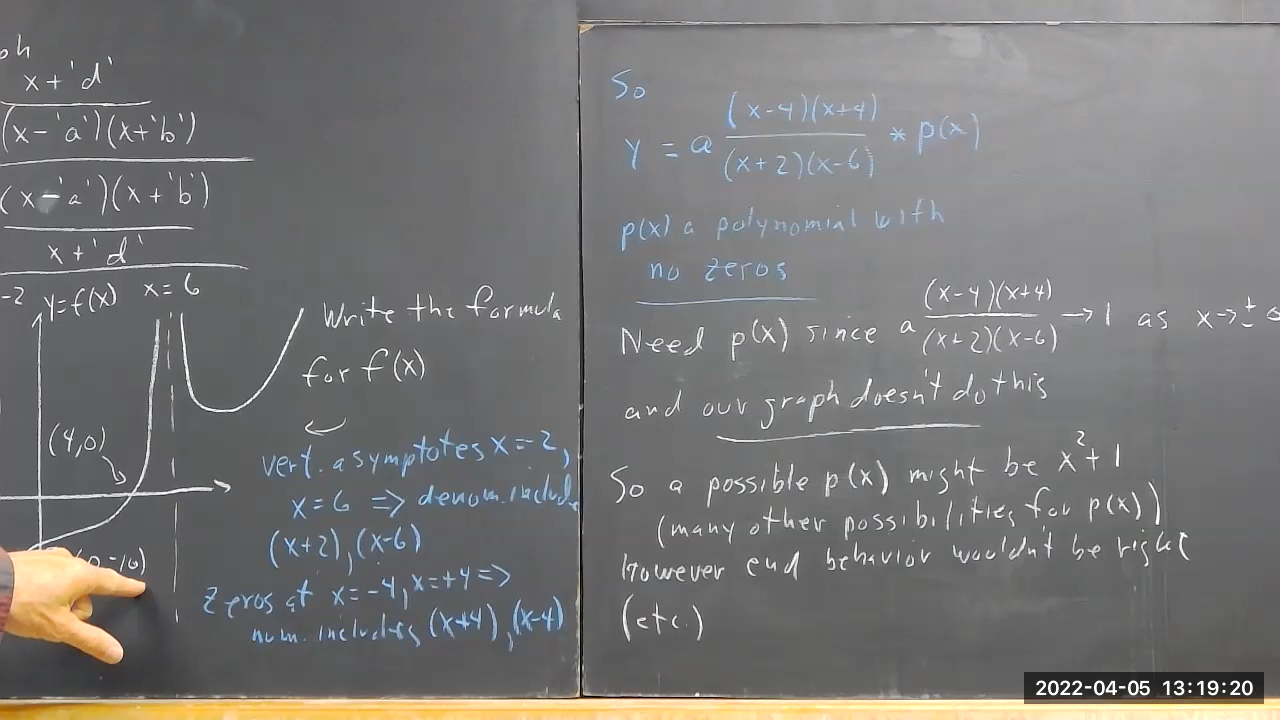 x+'d'
(x-'a')(x+'b')
(x-'a')(x+'b')
x+'d'
-2 y=f(x) x=6
(4,0)
Write the formula
for f(x)
vert. asymptotes x=-2,
x=6 => denom. include
(x+2),(x-6)
zeros at x=-4, x=+4 =>
num. includes (x+4),(x-4)
So
y = a (x-4)(x+4) / (x+2)(x-6) * p(x)
p(x) a polynomial with
no zeros
Need p(x) since a (x-4)(x+4) / (x+2)(x-6) → 1 as x→±
and our graph doesn't do this
So a possible p(x) might be x²+1
(many other possibilities for p(x))
However end behavior wouldn't be right
(etc.)
2022-04-05 13:19:20